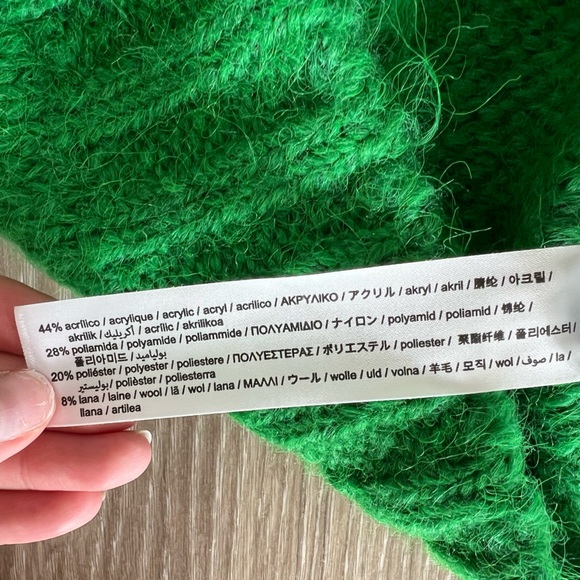 44% acrílico / acrylique / acrylic / acryl / acrilico / ΑΚΡΥΛΙΚΟ / アクリル / akryl / akril / 腈纶 / 아크릴 /
akrilik / أكريليك / acrílic / akrilikoa
28% poliamida / polyamide / poliammide / ΠΟΛΥΑΜΙΔΙΟ / ナイロン / polyamid / poliamid / 锦纶 /
폴리아미드 / بولياميد
20% poliéster / polyester / poliestere / ΠΟΛΥΕΣΤΕΡΑΣ / ポリエステル / poliester / 聚酯纤维 / 폴리에스터 /
بوليستير / polièster / poliesterra
8% lana / laine / wool / lã / wol / lana / ΜΑΛΛΙ / ウール / wolle / uld / volna / 羊毛 / 모직 / wol / صوف / la /
llana / artilea